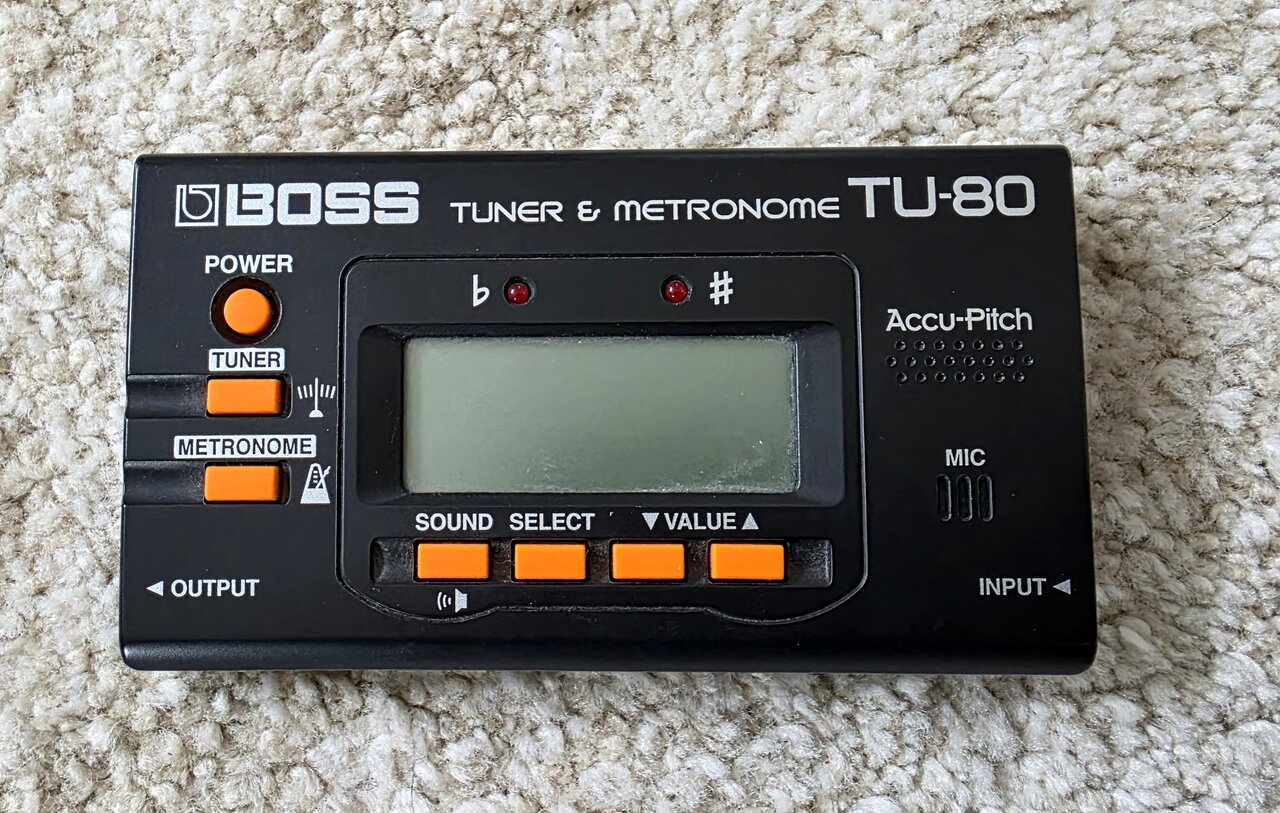 BOSS TUNER & METRONOME TU-80
POWER
♭ ♯
Accu-Pitch
TUNER
METRONOME
MIC
SOUND SELECT ▼ VALUE ▲
◄ OUTPUT
INPUT ◄